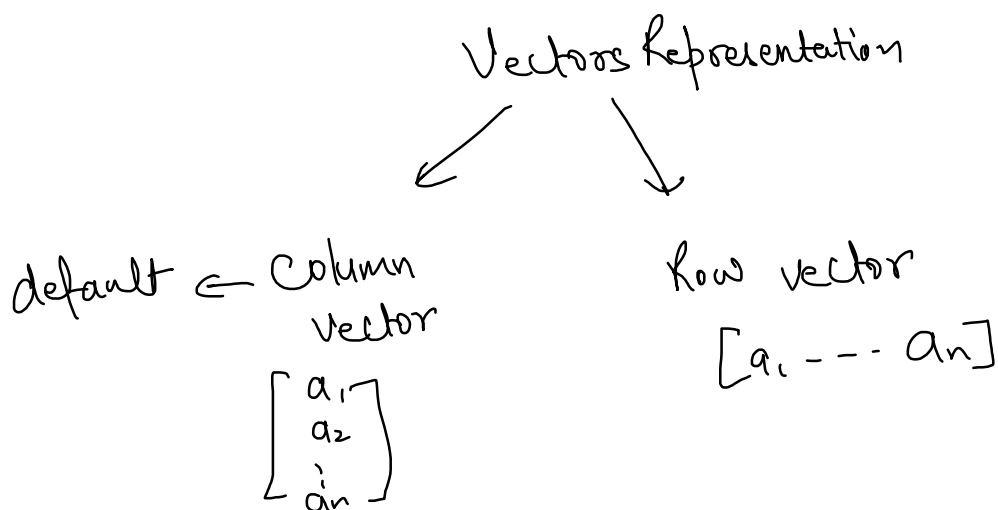 Vectors Representation
default ← Column vector
[a₁
a₂
⋮
aₙ]
Row vector
[a₁ ---- aₙ]